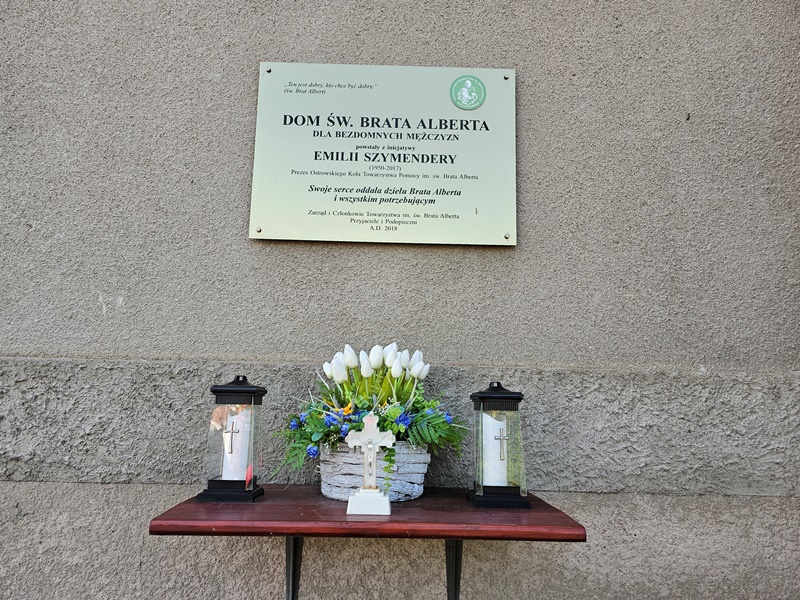 „Ten jest dobry, kto chce być dobry.”
(św. Brat Albert)
DOM ŚW. BRATA ALBERTA
DLA BEZDOMNYCH MĘŻCZYZN
powstały z inicjatywy
EMILII SZYMENDERY
(1950-2017)
Prezes Ostrowskiego Koła Towarzystwa Pomocy im. św. Brata Alberta
Swoje serce oddała dziełu Brata Alberta
i wszystkim potrzebującym
Zarząd i Członkowie Towarzystwa im. św. Brata Alberta
Przyjaciele i Podopieczni
A.D. 2018